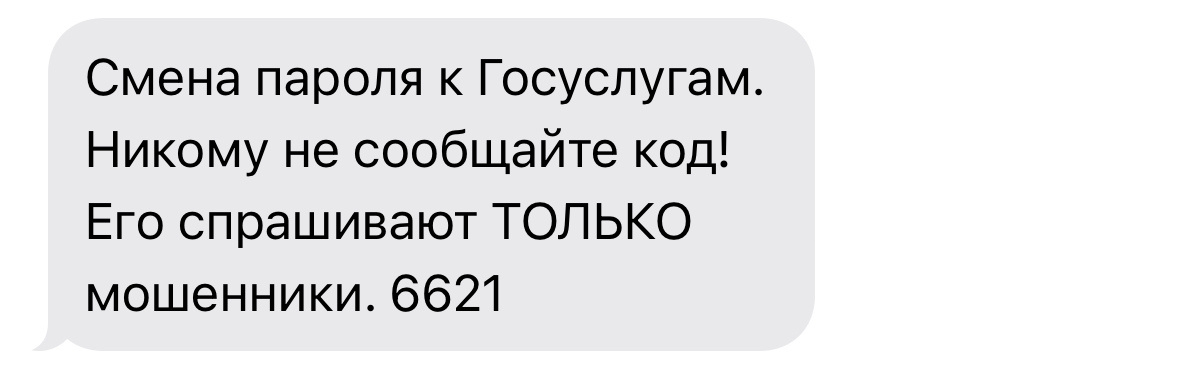 Смена пароля к Госуслугам.
Никому не сообщайте код!
Его спрашивают ТОЛЬКО
мошенники. 6621